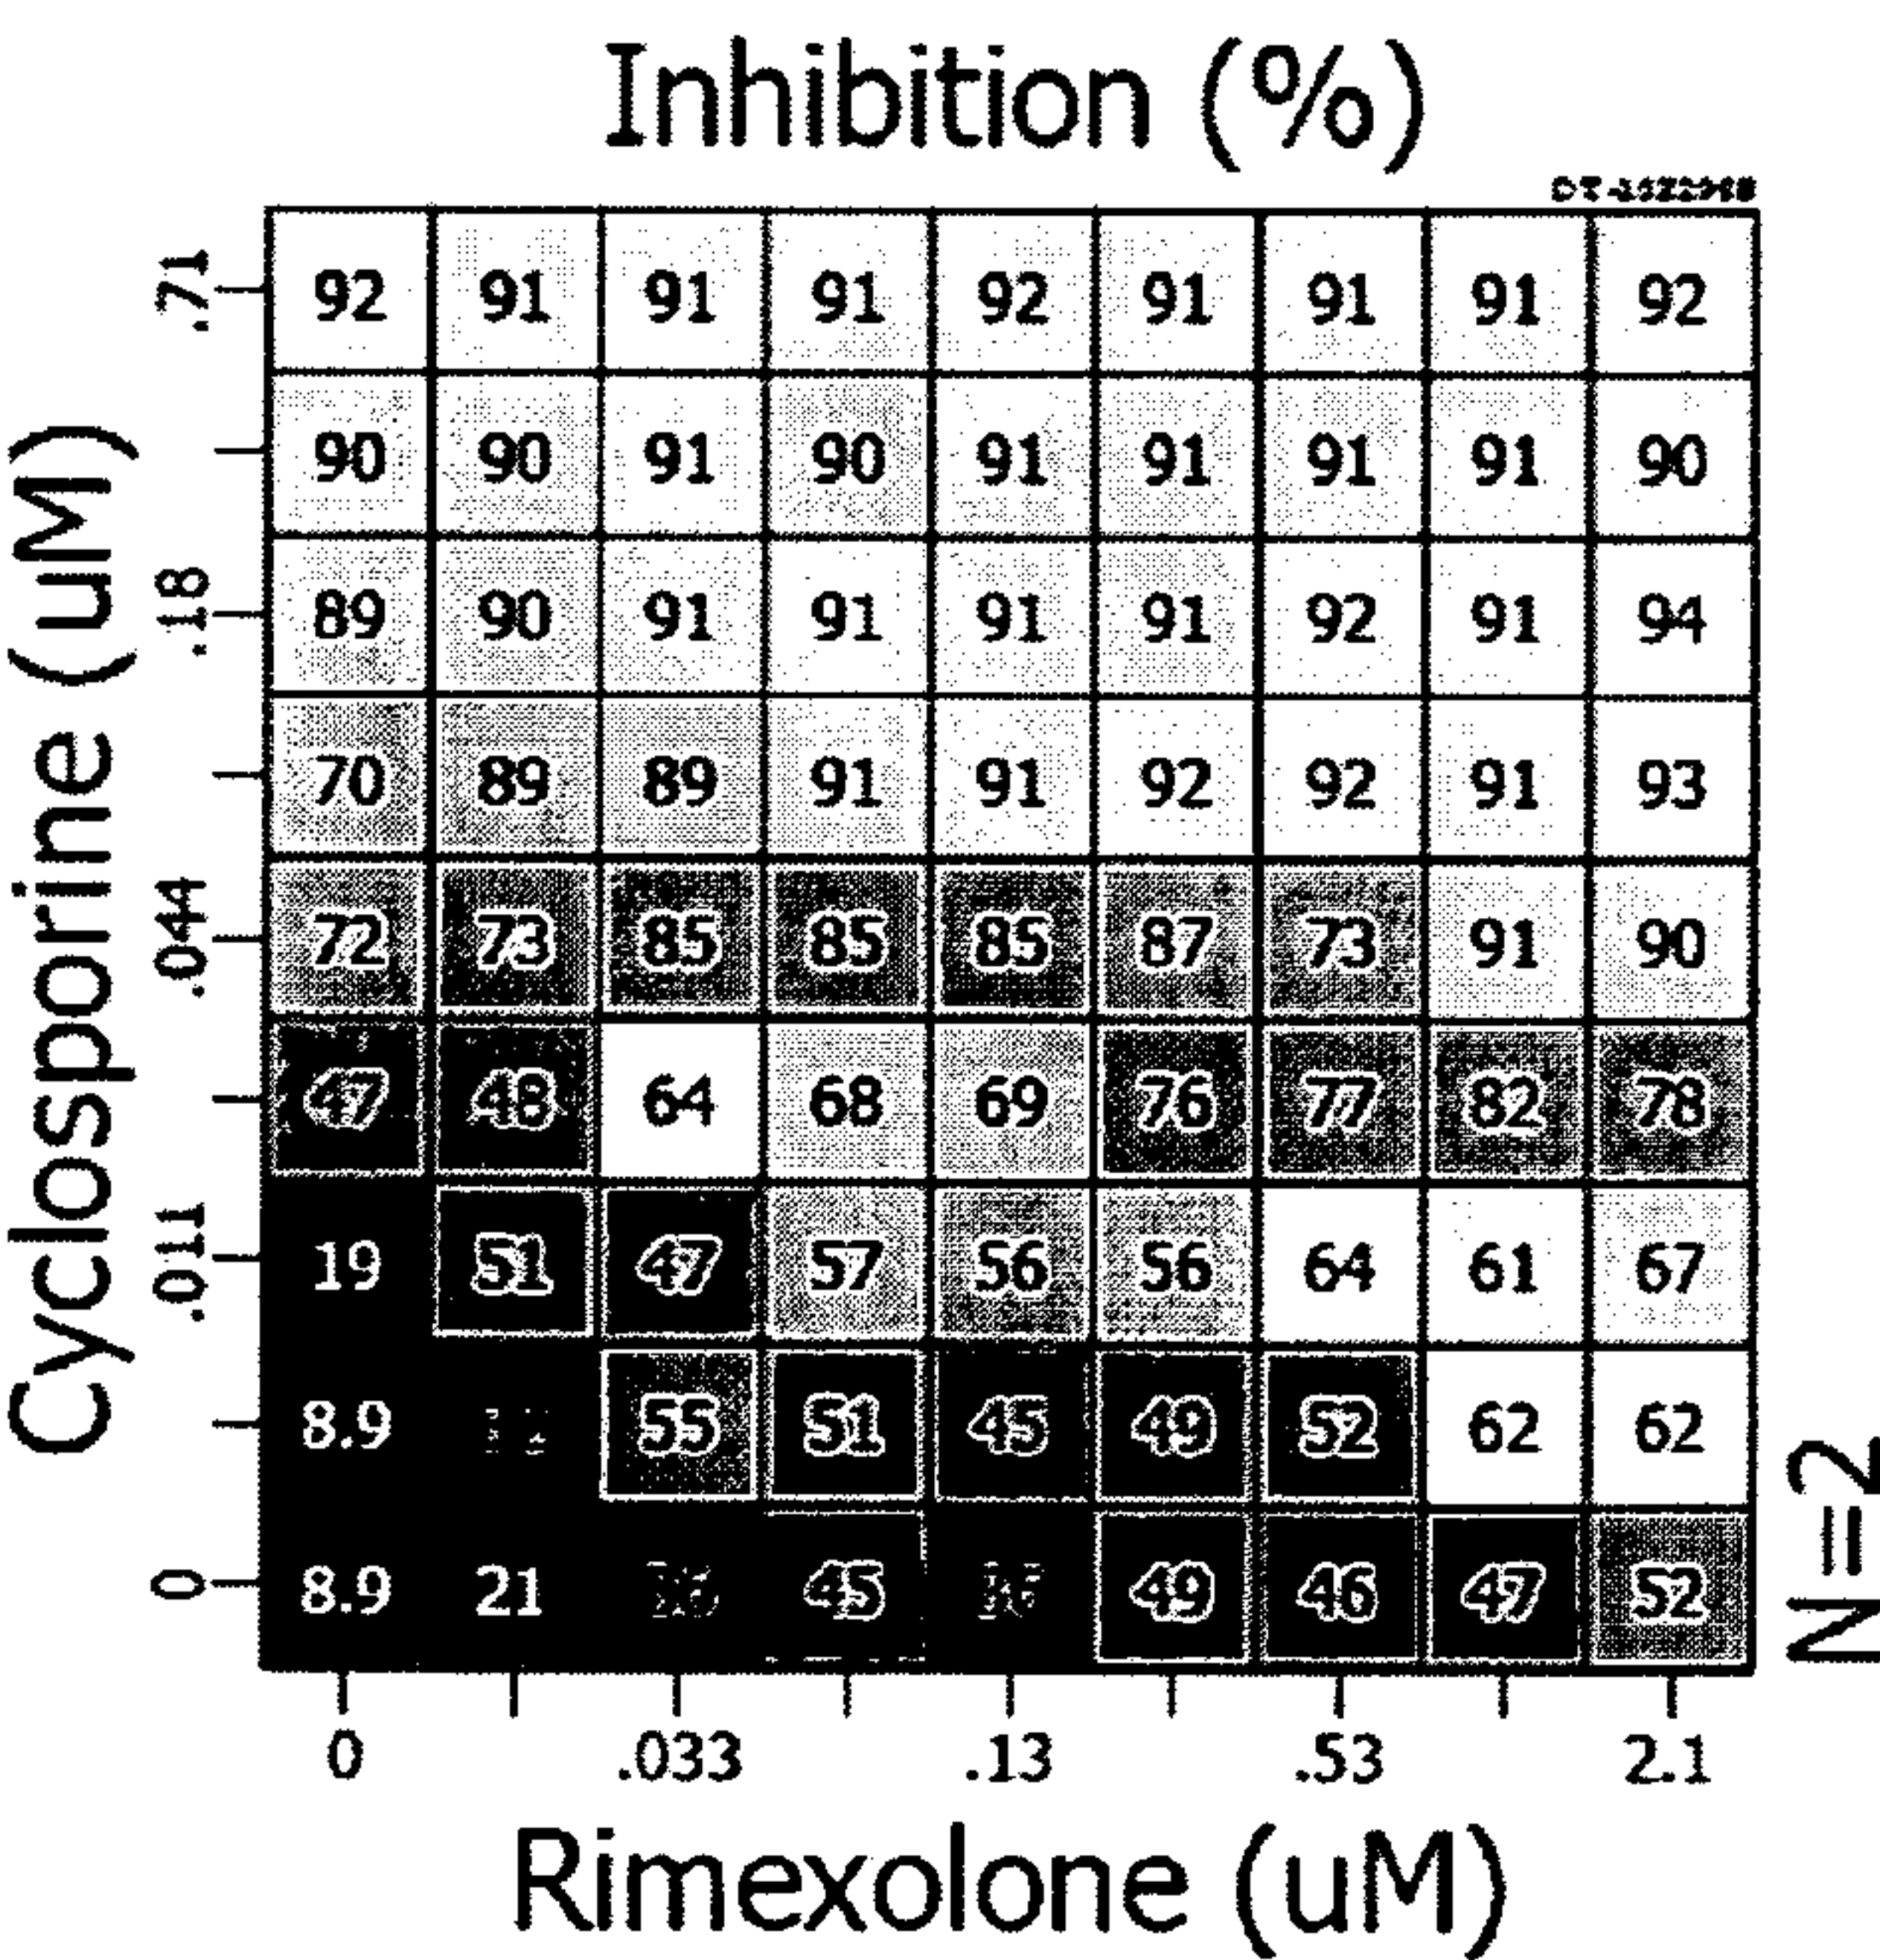 Inhibition (%)
Cyclosporine (uM)
.71 92 91 91 91 92 91 91 91 92
90 90 91 90 91 91 91 91 90
.18 89 90 91 91 91 91 92 91 94
70 89 89 91 91 92 92 91 93
.044 72 73 85 85 85 87 73 91 90
47 48 64 68 69 76 77 82 78
.011 19 51 47 57 56 56 64 61 67
8.9 55 51 45 49 52 62 62
0 8.9 21 45 49 46 47 52
0 .033 .13 .53 2.1
Rimexolone (uM)
N=2